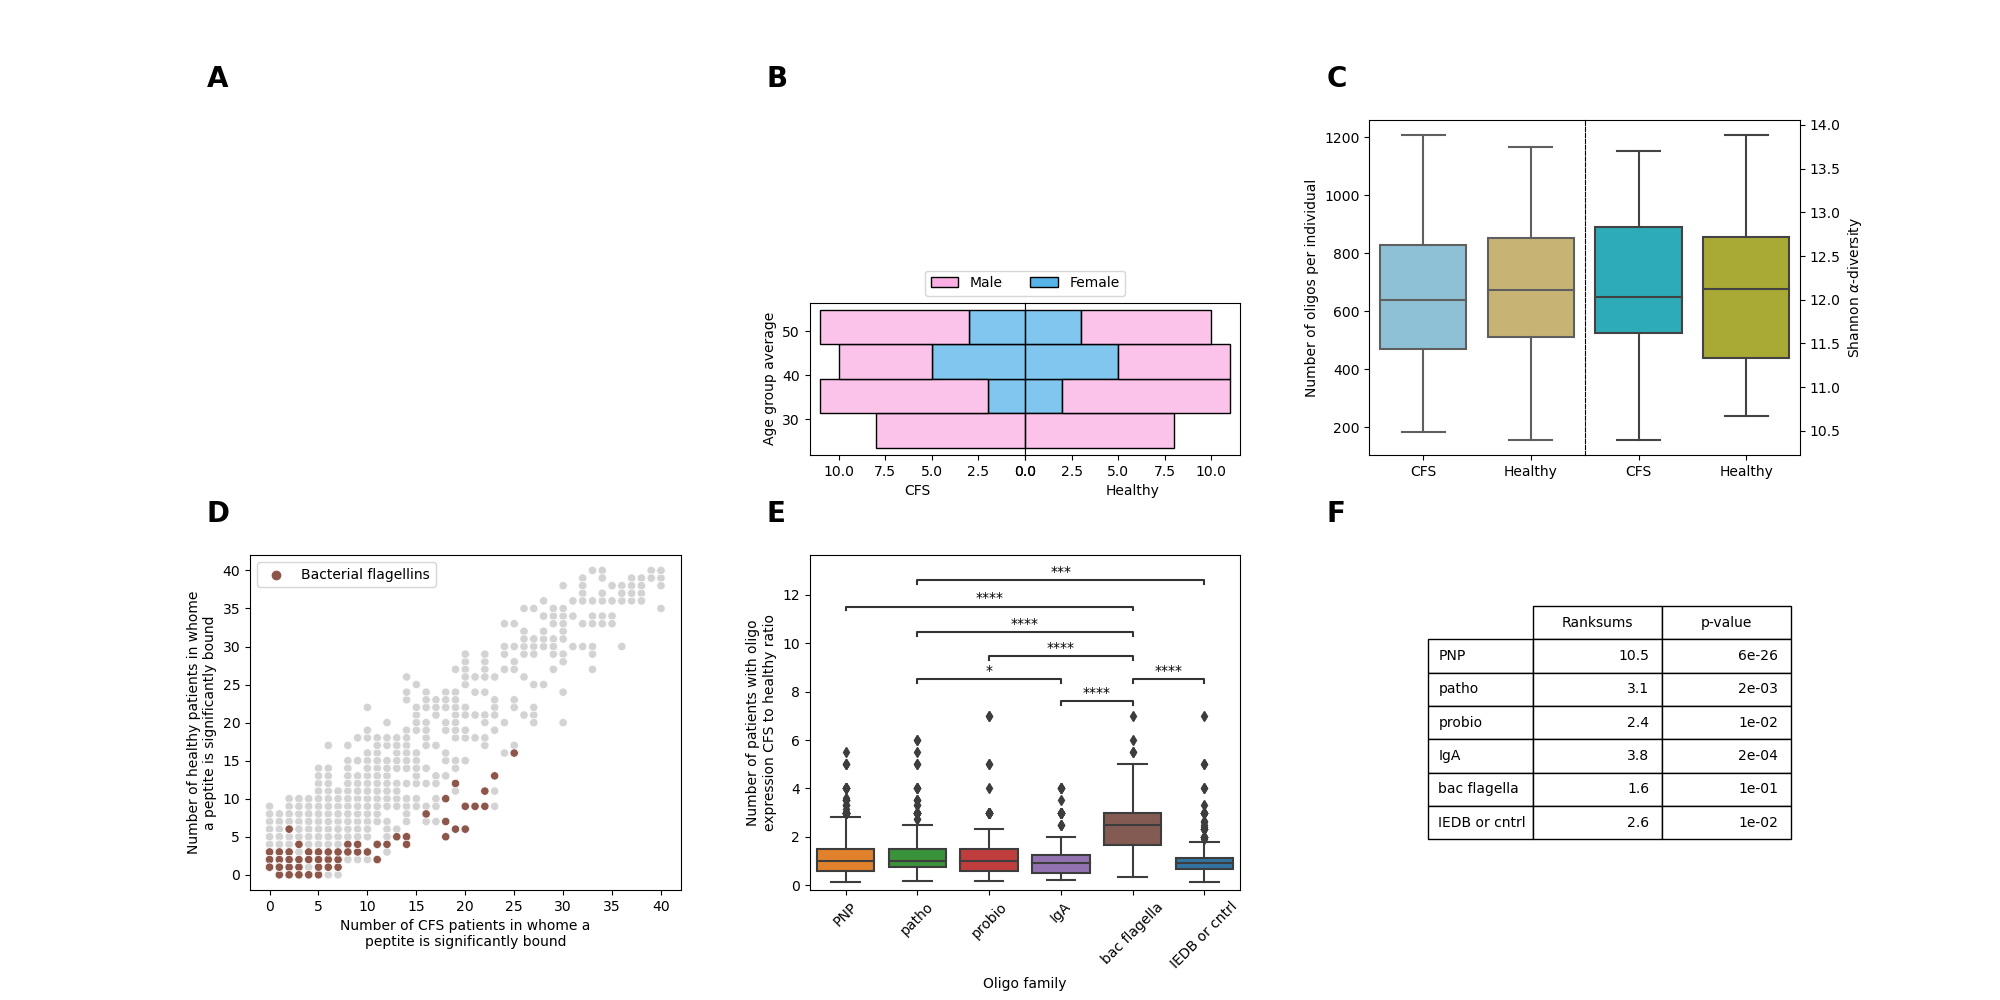 A
B
C
Male
Female
Age group average
50
40
30
10.0 7.5 5.0 2.5 0.0 0.0 2.5 5.0 7.5 10.0
CFS
Healthy
Number of oligos per individual
1200
1000
800
600
400
200
CFS Healthy CFS Healthy
14.0
13.5
13.0
12.5
12.0
11.5
11.0
10.5
Shannon α-diversity
D
E
F
Bacterial flagellins
Number of healthy patients in whome
a peptite is significantly bound
40
35
30
25
20
15
10
5
0
0 5 10 15 20 25 30 35 40
Number of CFS patients in whome a
peptite is significantly bound
Number of patients with oligo
expression CFS to healthy ratio
12
10
8
6
4
2
0
***
****
****
****
*
****
****
PNP
patho
probio
IgA
bac flagella
IEDB or cntrl
Oligo family
Ranksums p-value
PNP 10.5 6e-26
patho 3.1 2e-03
probio 2.4 1e-02
IgA 3.8 2e-04
bac flagella 1.6 1e-01
IEDB or cntrl 2.6 1e-02